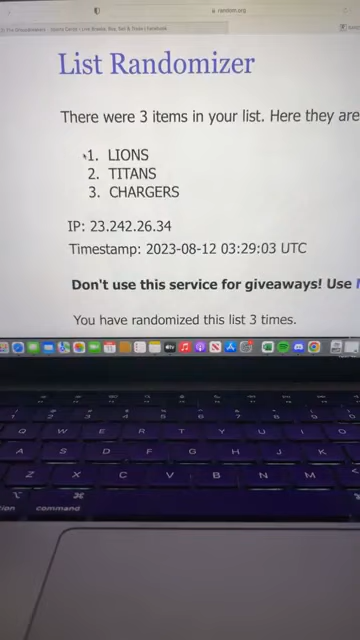 random.org
List Randomizer
There were 3 items in your list. Here they are
1. LIONS
2. TITANS
3. CHARGERS
IP: 23.242.26.34
Timestamp: 2023-08-12 03:29:03 UTC
Don't use this service for giveaways! Use
You have randomized this list 3 times.
Q W E R T Y U I O
A S D F G H J K
Z X C V B N M
command